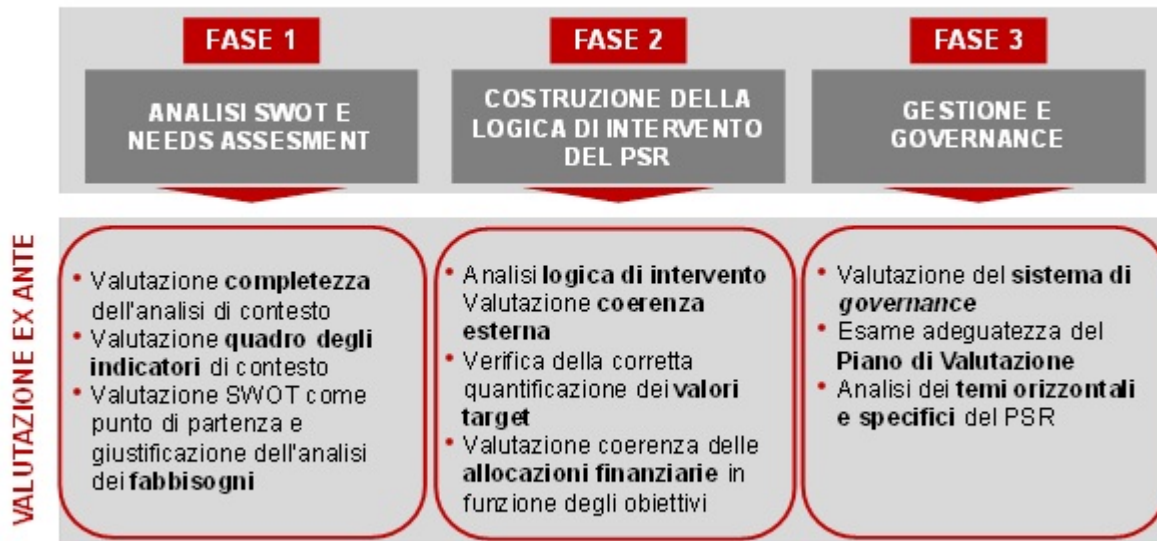 FASE 1
ANALISI SWOT E
NEEDS ASSESMENT
FASE 2
COSTRUZIONE DELLA
LOGICA DI INTERVENTO
DEL PSR
FASE 3
GESTIONE E
GOVERNANCE
VALUTAZIONE EX ANTE
• Valutazione completezza
dell'analisi di contesto
• Valutazione quadro degli
indicatori di contesto
• Valutazione SWOT come
punto di partenza e
giustificazione dell'analisi
dei fabbisogni
• Analisi logica di intervento
Valutazione coerenza
esterna
• Verifica della corretta
quantificazione dei valori
target
• Valutazione coerenza delle
allocazioni finanziarie in
funzione degli obiettivi
• Valutazione del sistema di
governance
• Esame adeguatezza del
Piano di Valutazione
• Analisi dei temi orizzontali
e specifici del PSR